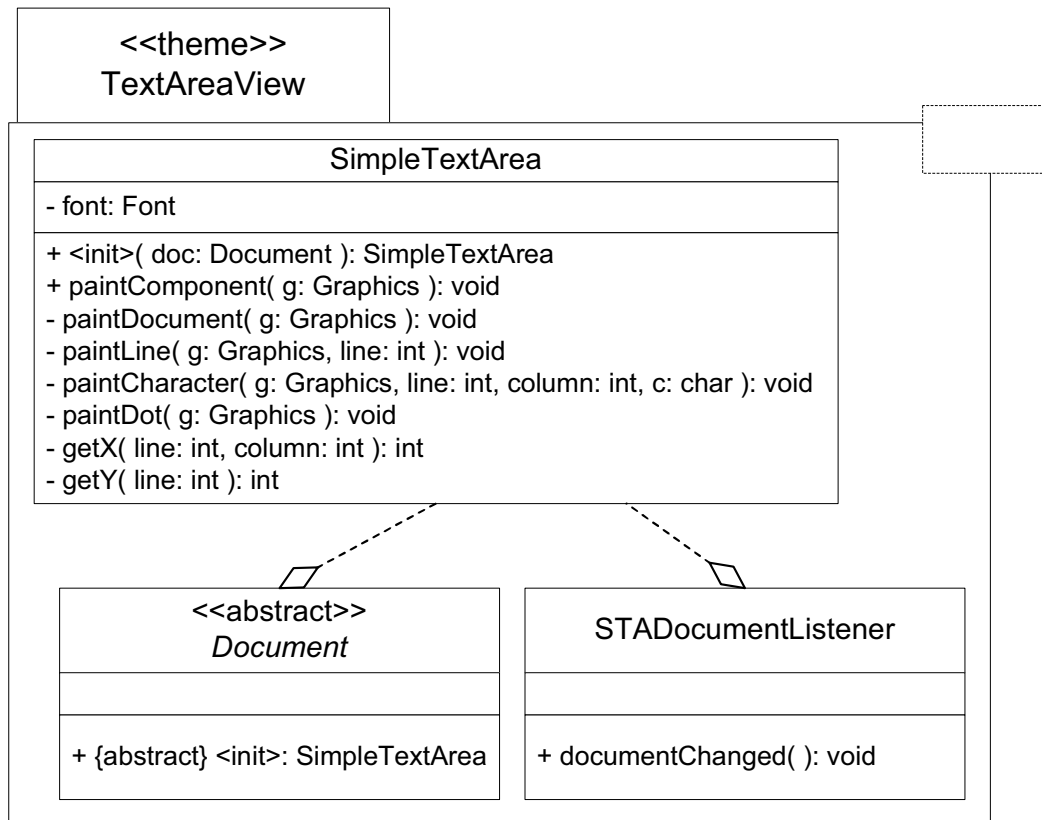 <<theme>>
TextAreaView
SimpleTextArea
- font: Font
+ <init>( doc: Document ): SimpleTextArea
+ paintComponent( g: Graphics ): void
- paintDocument( g: Graphics ): void
- paintLine( g: Graphics, line: int ): void
- paintCharacter( g: Graphics, line: int, column: int, c: char ): void
- paintDot( g: Graphics ): void
- getX( line: int, column: int ): int
- getY( line: int ): int
<<abstract>>
Document
+ {abstract} <init>: SimpleTextArea
STADocumentListener
+ documentChanged( ): void